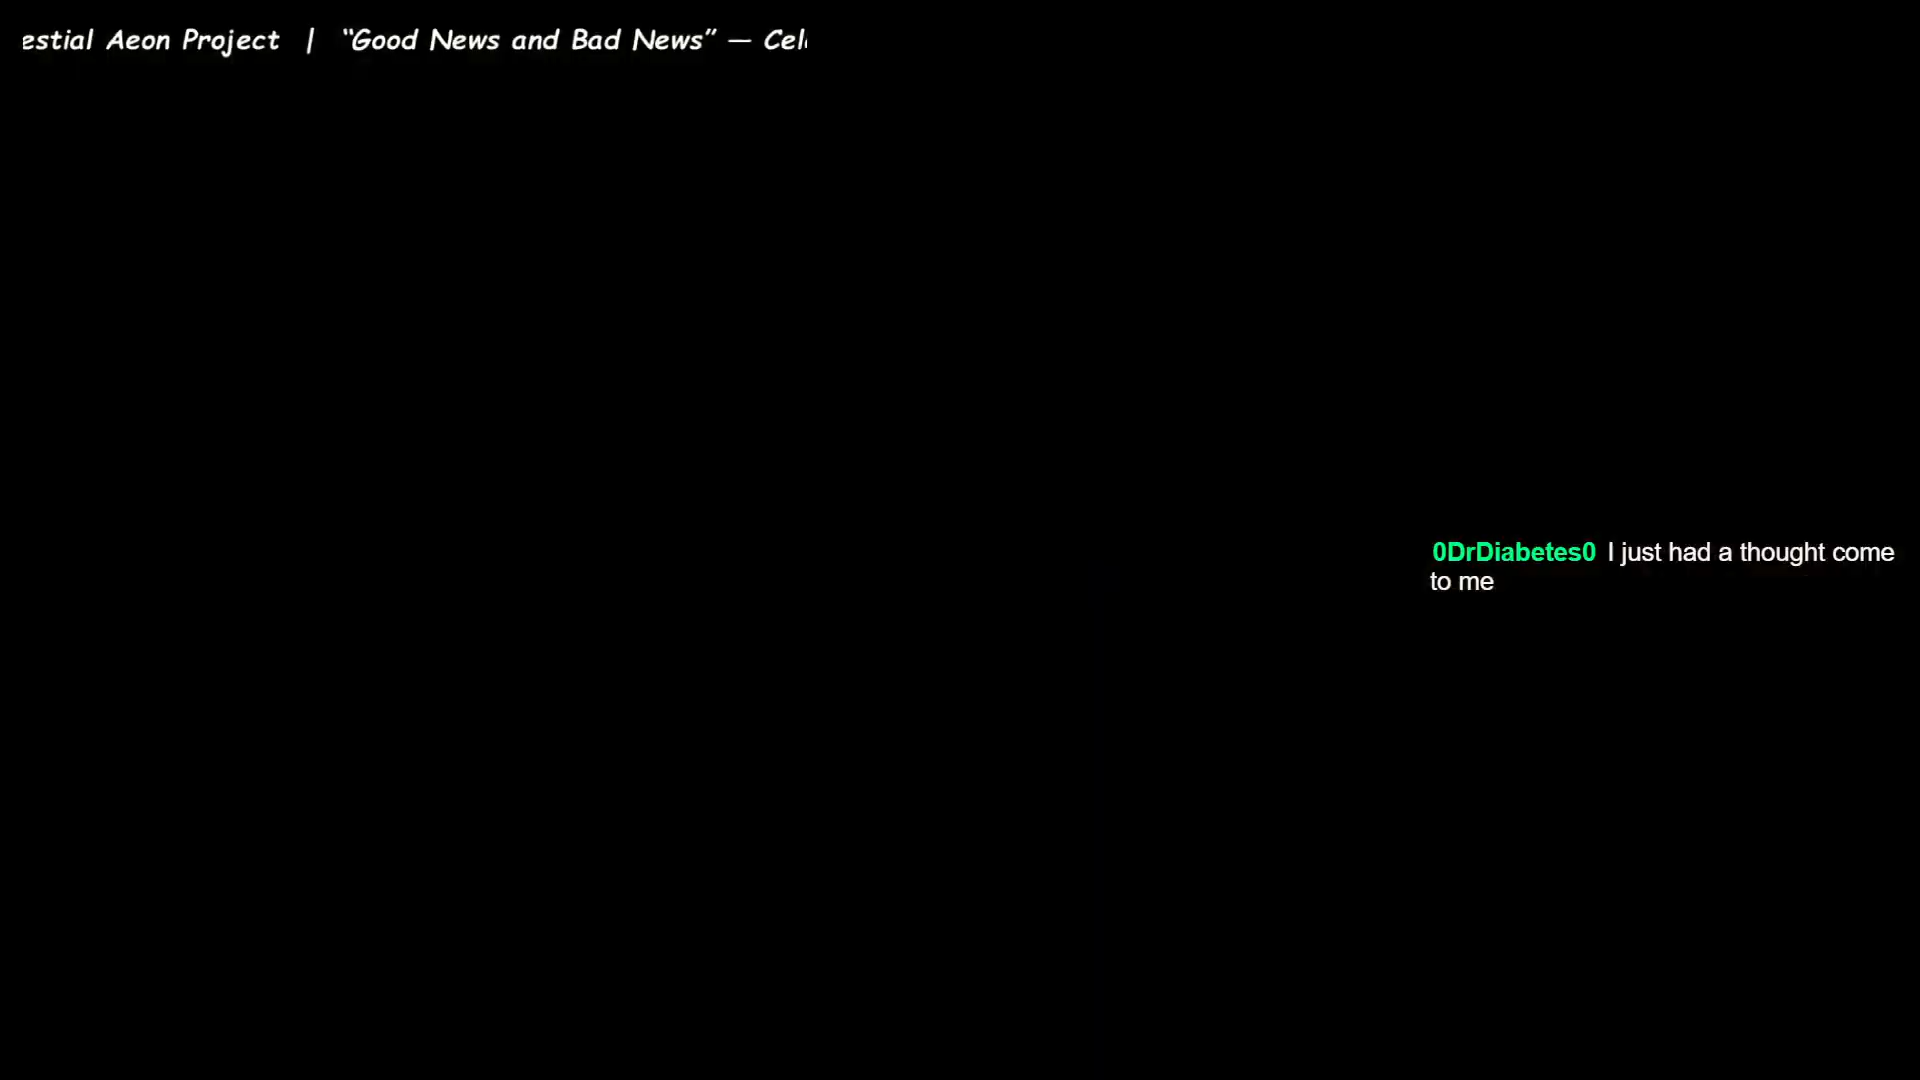 estial Aeon Project | “Good News and Bad News” — Cel
0DrDiabetes0 I just had a thought come
to me